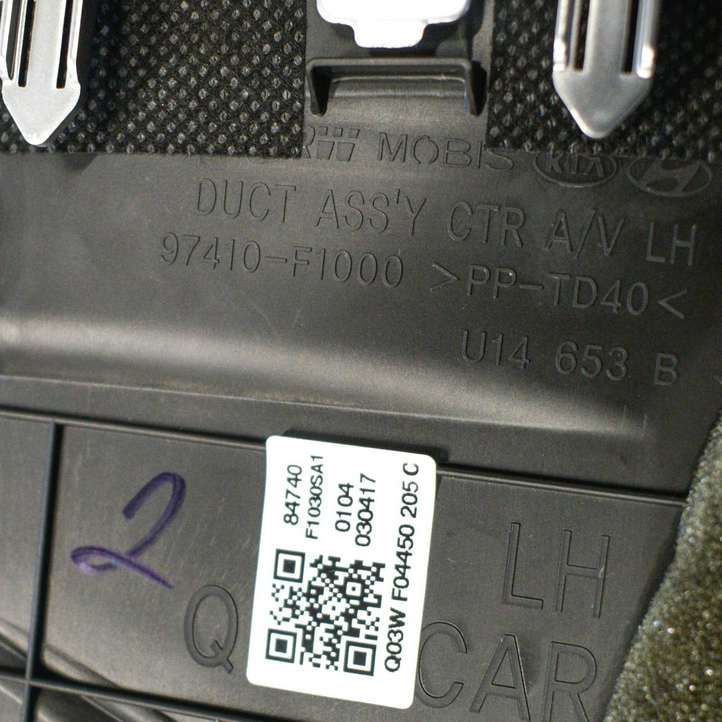 MOBIS KIA
DUCT ASS'Y CTR A/V LH
97410-F1000 >PP-TD40<
U14 653 B
84740
F1030SA1
0104
030417
Q03W F04450 205 C
2
LH
Q CAR